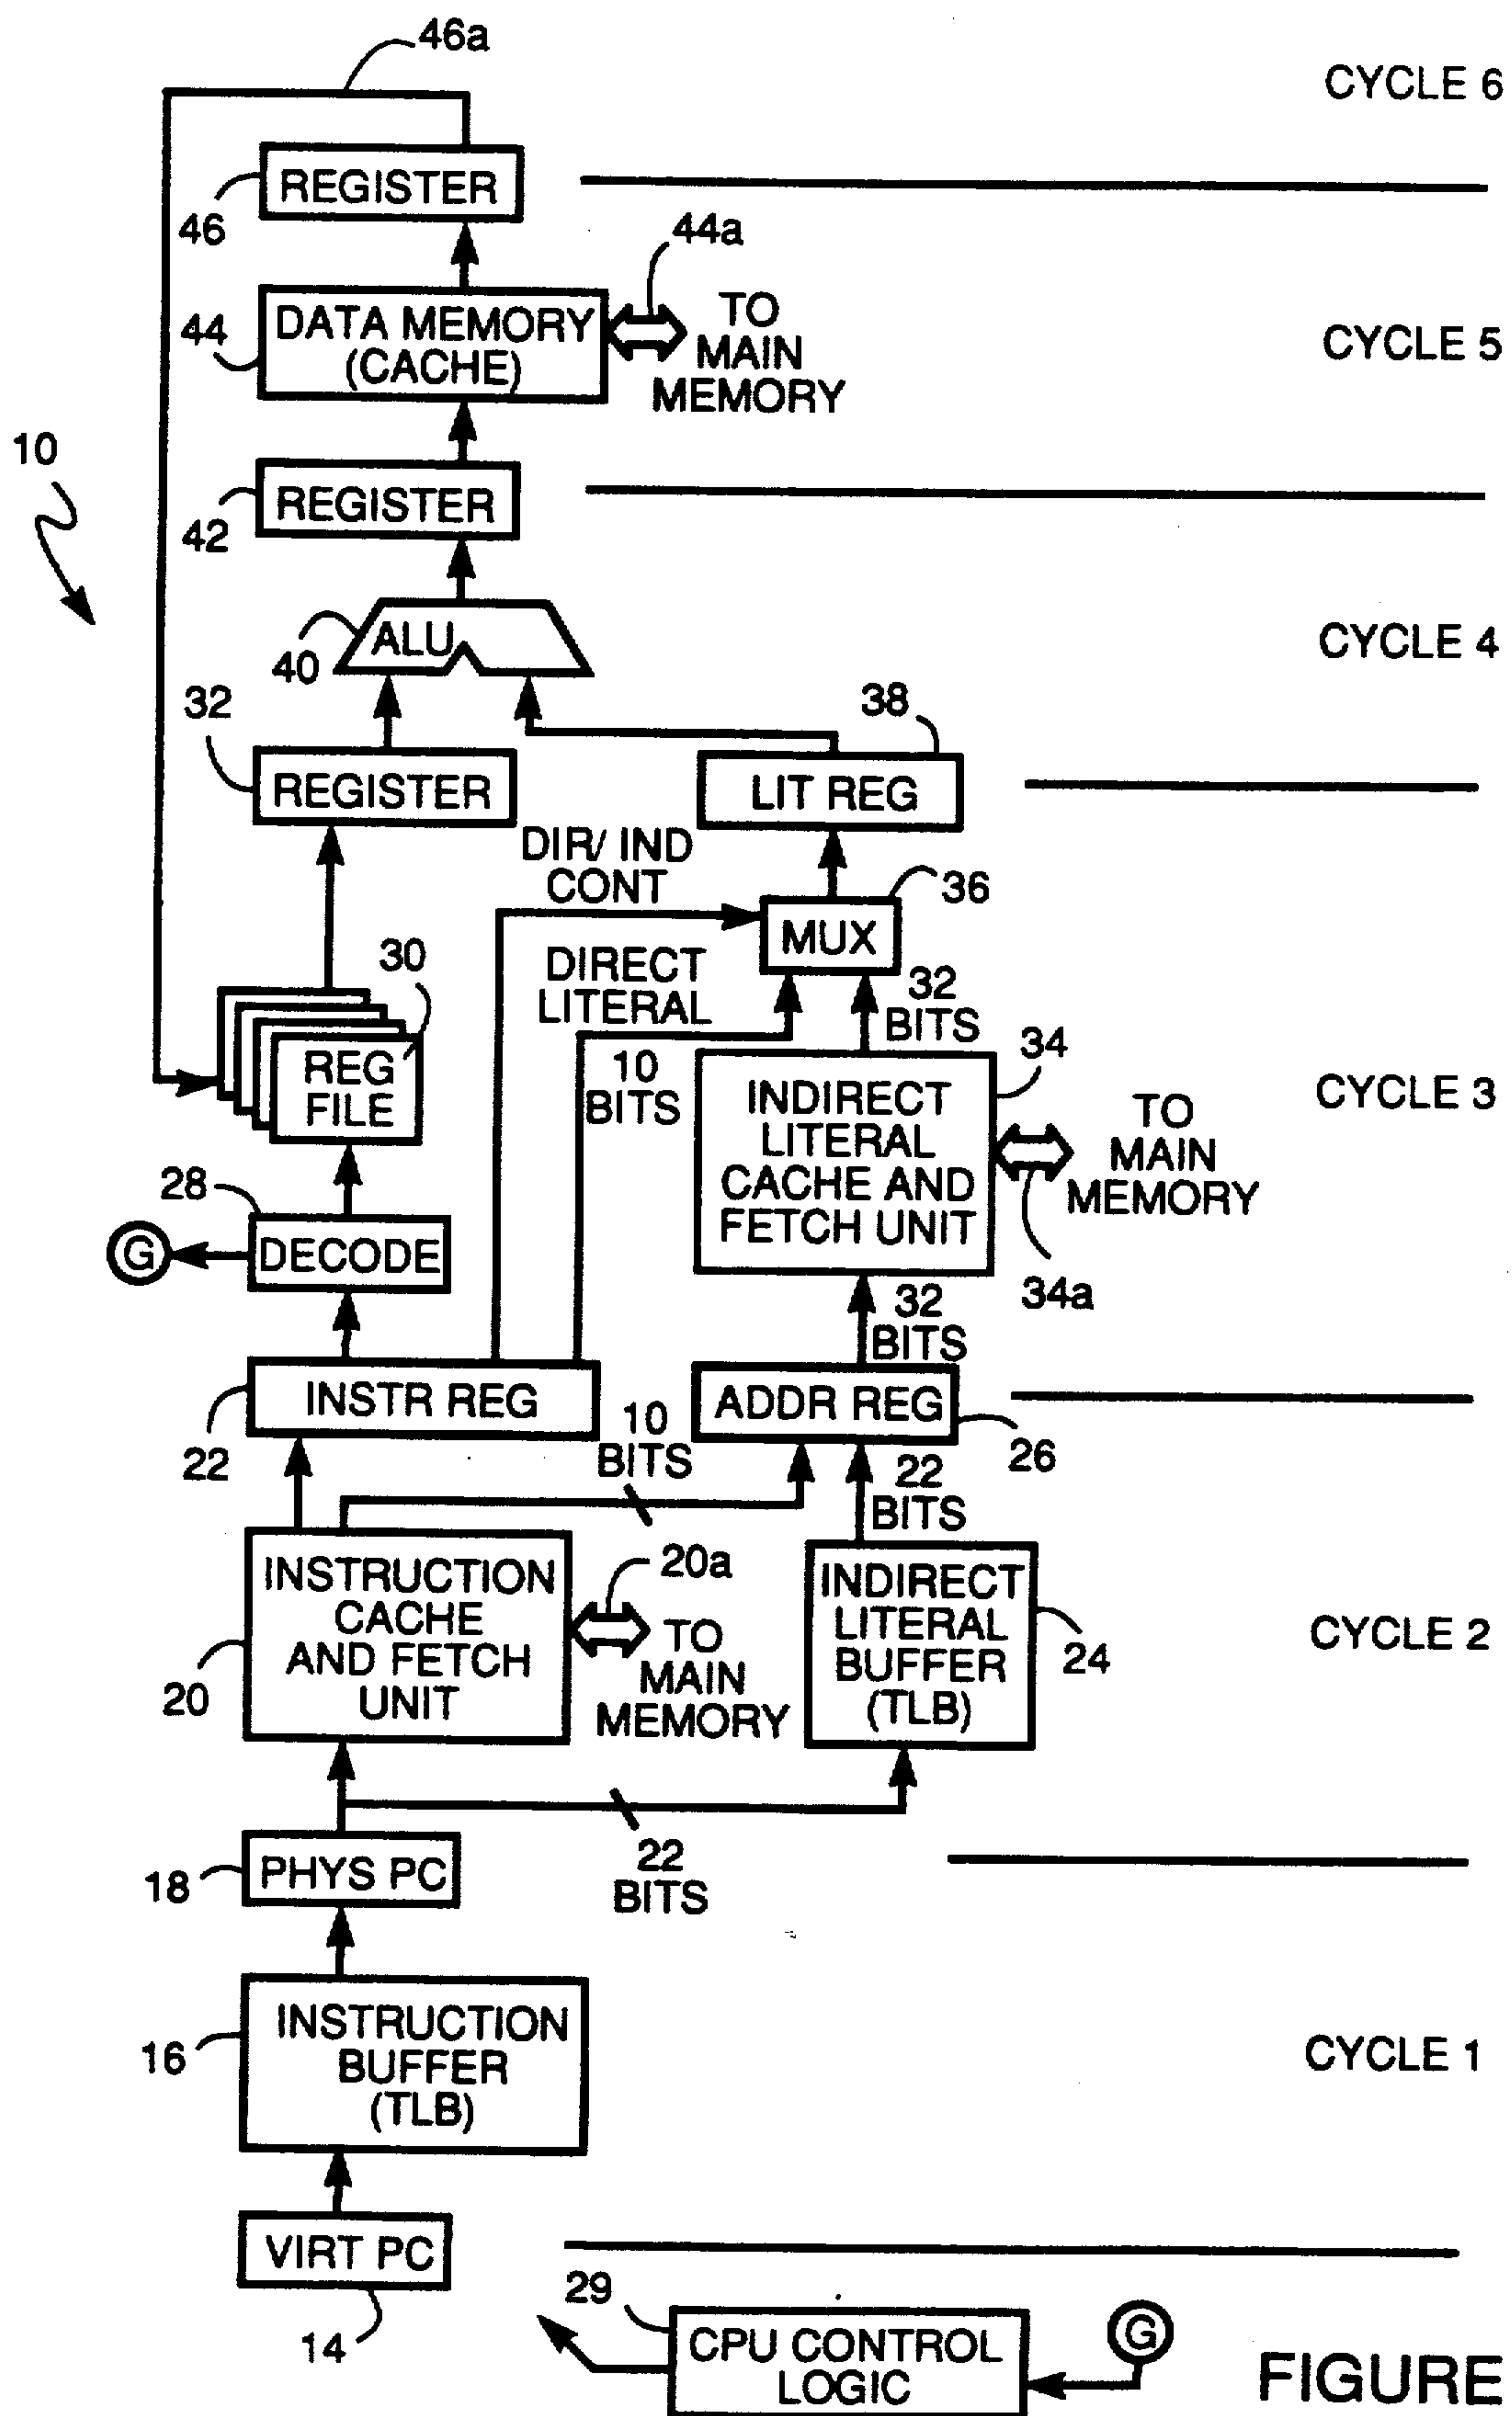 46a
CYCLE 6
REGISTER
46
44a
44
DATA MEMORY
(CACHE)
TO
MAIN
MEMORY
CYCLE 5
10
REGISTER
42
ALU
40
CYCLE 4
32
38
REGISTER
LIT REG
DIR/ IND
CONT
36
MUX
30
DIRECT
LITERAL
32
BITS
REG
FILE
10
BITS
34
INDIRECT
LITERAL
CACHE AND
FETCH UNIT
TO
MAIN
MEMORY
CYCLE 3
28
G
DECODE
34a
32
BITS
INSTR REG
22
ADDR REG
26
10
BITS
22
BITS
INSTRUCTION
CACHE
AND FETCH
UNIT
20
20a
TO
MAIN
MEMORY
INDIRECT
LITERAL
BUFFER
(TLB)
24
CYCLE 2
18
PHYS PC
22
BITS
16
INSTRUCTION
BUFFER
(TLB)
CYCLE 1
VIRT PC
14
29
CPU CONTROL
LOGIC
G
FIGURE